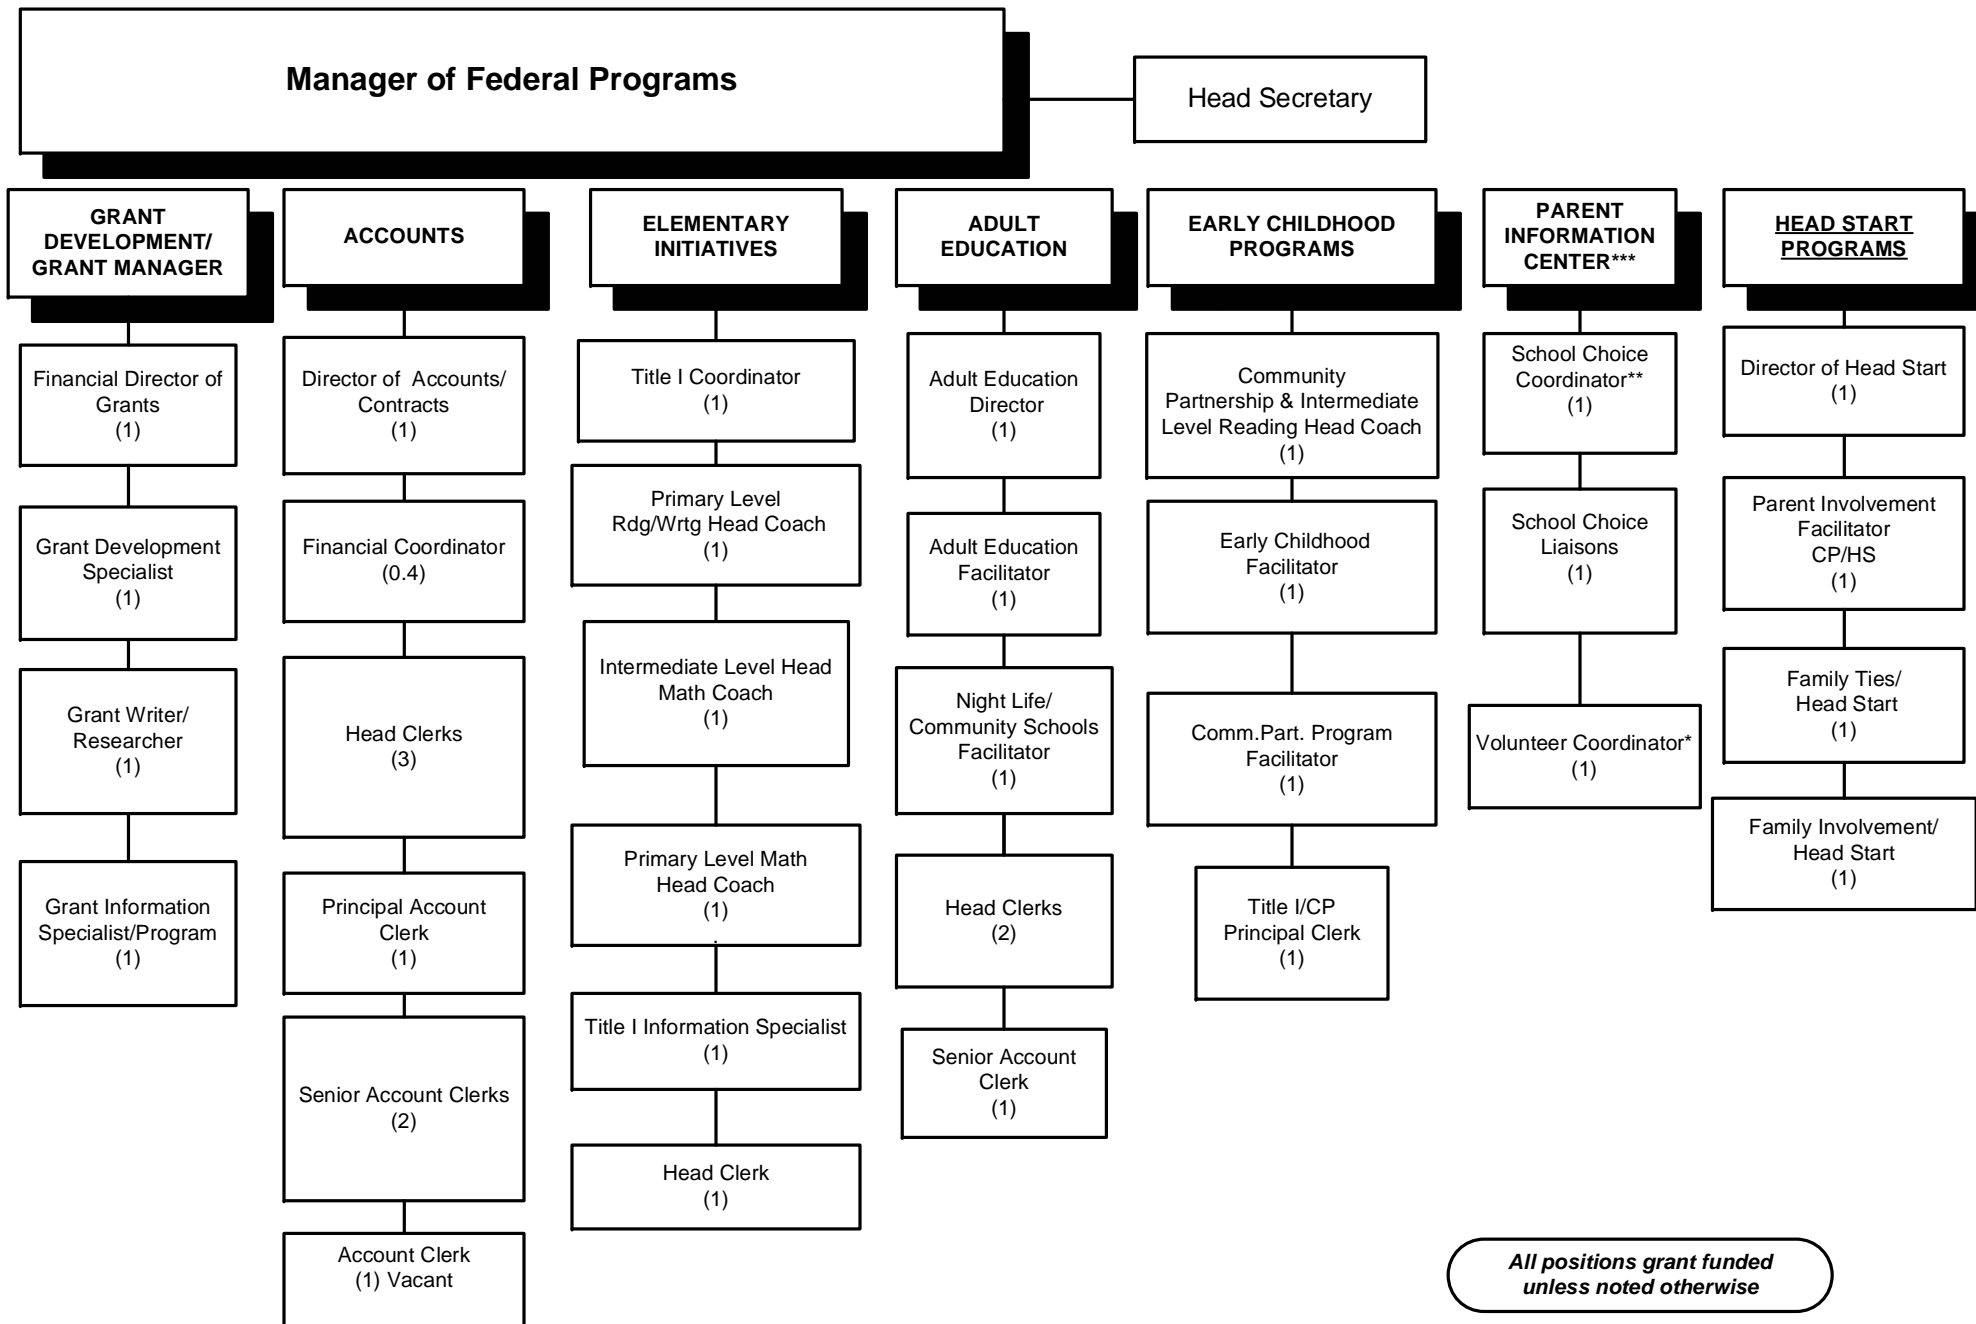 Manager of Federal Programs
Head Secretary
GRANT
DEVELOPMENT/
GRANT MANAGER
Financial Director of
Grants
(1)
Grant Development
Specialist
(1)
Grant Writer/
Researcher
(1)
Grant Information
Specialist/Program
(1)
ACCOUNTS
Director of Accounts/
Contracts
(1)
Financial Coordinator
(0.4)
Head Clerks
(3)
Principal Account
Clerk
(1)
Senior Account Clerks
(2)
Account Clerk
(1) Vacant
ELEMENTARY
INITIATIVES
Title I Coordinator
(1)
Primary Level
Rdg/Wrtg Head Coach
(1)
Intermediate Level Head
Math Coach
(1)
Primary Level Math
Head Coach
(1)
.
Title I Information Specialist
(1)
Head Clerk
(1)
ADULT
EDUCATION
Adult Education
Director
(1)
Adult Education
Facilitator
(1)
Night Life/
Community Schools
Facilitator
(1)
Head Clerks
(2)
Senior Account
Clerk
(1)
EARLY CHILDHOOD
PROGRAMS
Community
Partnership & Intermediate
Level Reading Head Coach
(1)
Early Childhood
Facilitator
(1)
Comm.Part. Program
Facilitator
(1)
Title I/CP
Principal Clerk
(1)
PARENT
INFORMATION
CENTER***
School Choice
Coordinator**
(1)
School Choice
Liaisons
(1)
Volunteer Coordinator*
(1)
HEAD START
PROGRAMS
Director of Head Start
(1)
Parent Involvement
Facilitator
CP/HS
(1)
Family Ties/
Head Start
(1)
Family Involvement/
Head Start
(1)
All positions grant funded
unless noted otherwise